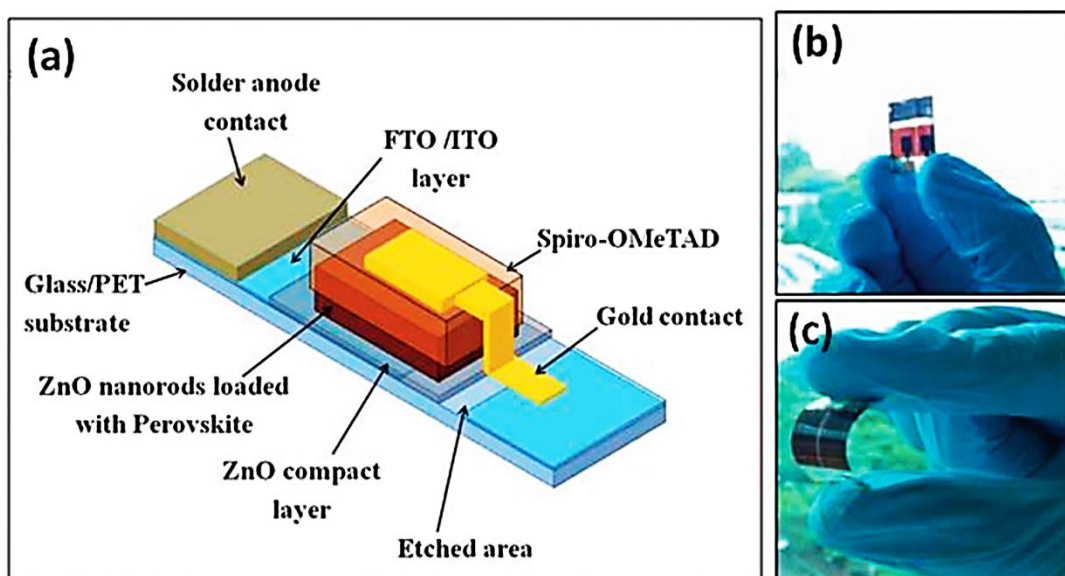 (a)
Solder anode
contact
FTO /ITO
layer
Spiro-OMeTAD
Glass/PET
substrate
Gold contact
ZnO nanorods loaded
with Perovskite
ZnO compact
layer
Etched area
(b)
(c)